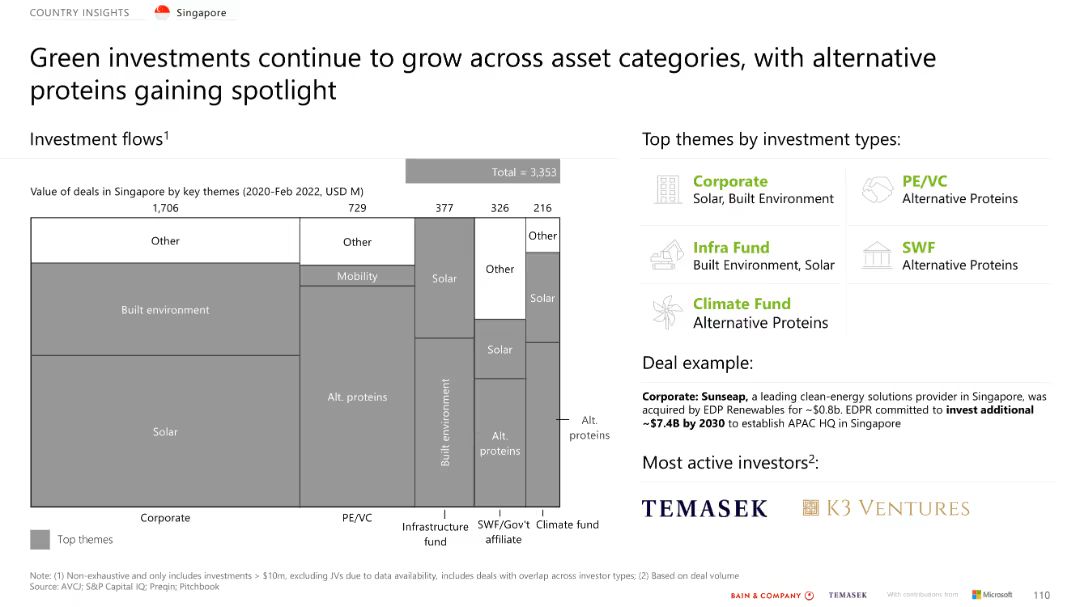 COUNTRY INSIGHTS
Singapore
Green investments continue to grow across asset categories, with alternative
proteins gaining spotlight
Investment flows1
Total = 3,353
Value of deals in Singapore by key themes (2020-Feb 2022, USD M)
1,706
729
377
326
216
Other
Built environment
Solar
Other
Mobility
Alt. proteins
Solar
Built environment
Other
Solar
Alt.
proteins
Other
Solar
Alt.
proteins
Corporate
PE/VC
Infrastructure
fund
SWF/Gov't
affiliate
Climate fund
Top themes
Top themes by investment types:
Corporate
Solar, Built Environment
PE/VC
Alternative Proteins
Infra Fund
Built Environment, Solar
SWF
Alternative Proteins
Climate Fund
Alternative Proteins
Deal example:
Corporate: Sunseap, a leading clean-energy solutions provider in Singapore, was
acquired by EDP Renewables for ~$0.8b. EDPR committed to invest additional
~$7.4B by 2030 to establish APAC HQ in Singapore
Most active investors2:
TEMASEK
K3 VENTURES
Note: (1) Non-exhaustive and only includes investments > $10m, excluding JVs due to data availability, includes deals with overlap across investor types; (2) Based on deal volume
Source: AVCJ; S&P Capital IQ; Preqin; Pitchbook
BAIN & COMPANY
TEMASEK
With contributions from
Microsoft
110